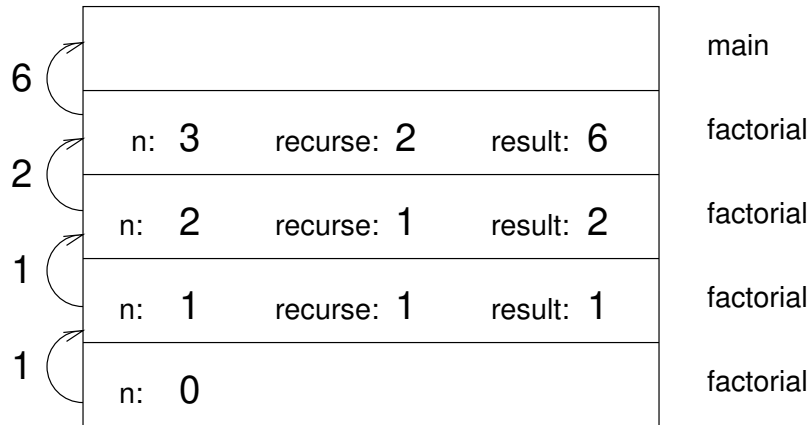 main
6
n: 3 recurse: 2 result: 6 factorial
2
n: 2 recurse: 1 result: 2 factorial
1
n: 1 recurse: 1 result: 1 factorial
1
n: 0 factorial